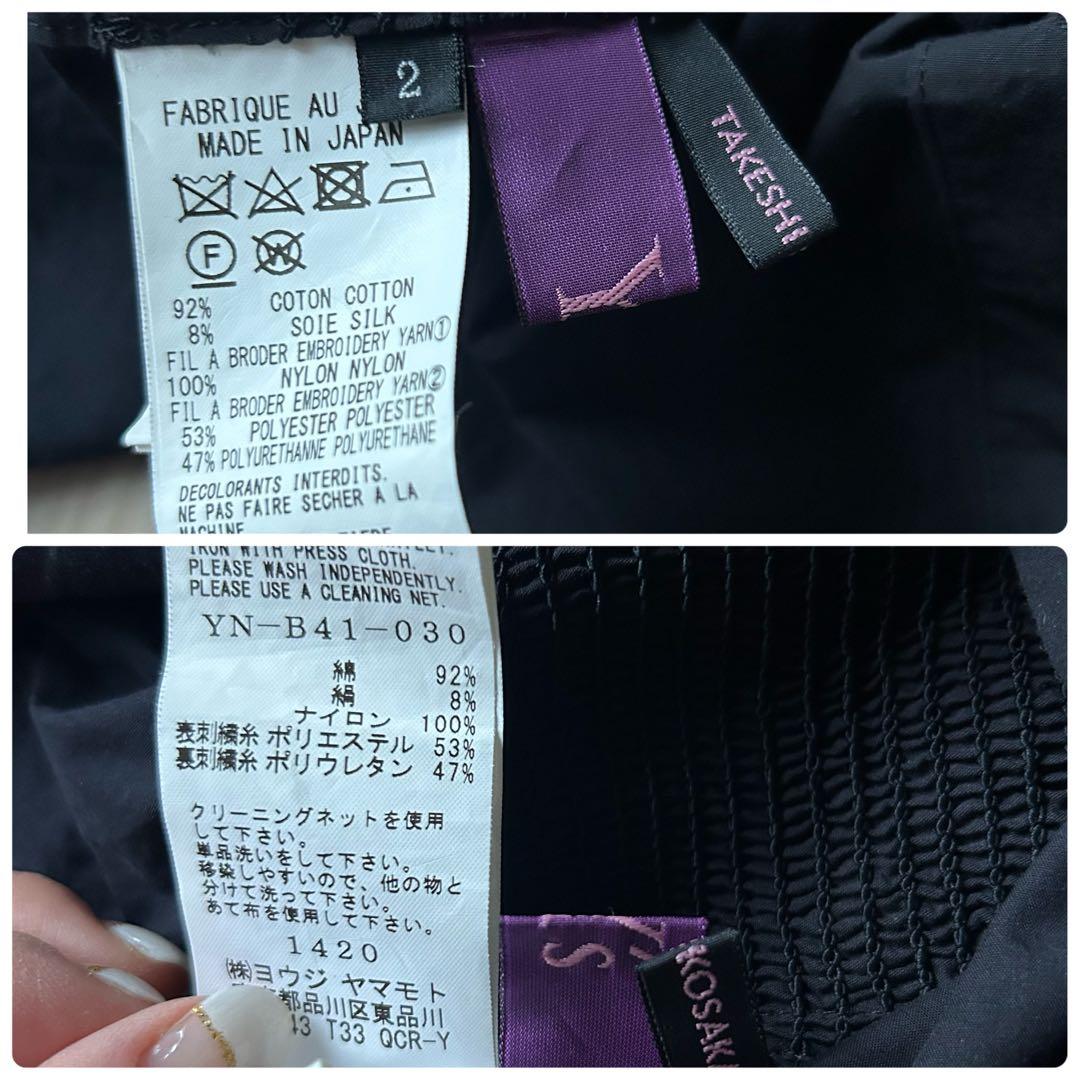 2
FABRIQUE AU J
MADE IN JAPAN
F
W
92% COTON COTTON
8% SOIE SILK
FIL A BRODER EMBROIDERY YARN①
100% NYLON NYLON
FIL A BRODER EMBROIDERY YARN②
53% POLYESTER POLYESTER
47% POLYURETHANNE POLYURETHANE
DECOLORANTS INTERDITS.
NE PAS FAIRE SECHER A LA
MACHINE
Y
TAKESHI
IRON WITH PRESS CLOTH.
PLEASE WASH INDEPENDENTLY.
PLEASE USE A CLEANING NET.
YN-B41-030
綿 92%
絹 8%
ナイロン 100%
表刺繍糸 ポリエステル 53%
裏刺繍糸 ポリウレタン 47%
クリーニングネットを使用
して下さい。
単品洗いをして下さい。
移染しやすいので、他の物と
分けて洗って下さい。
あて布を使用して下さい。
1420
㈱ヨウジ ヤマモト
都品川区東品川
43 T33 QCR-Y
Y'S
KOSAK